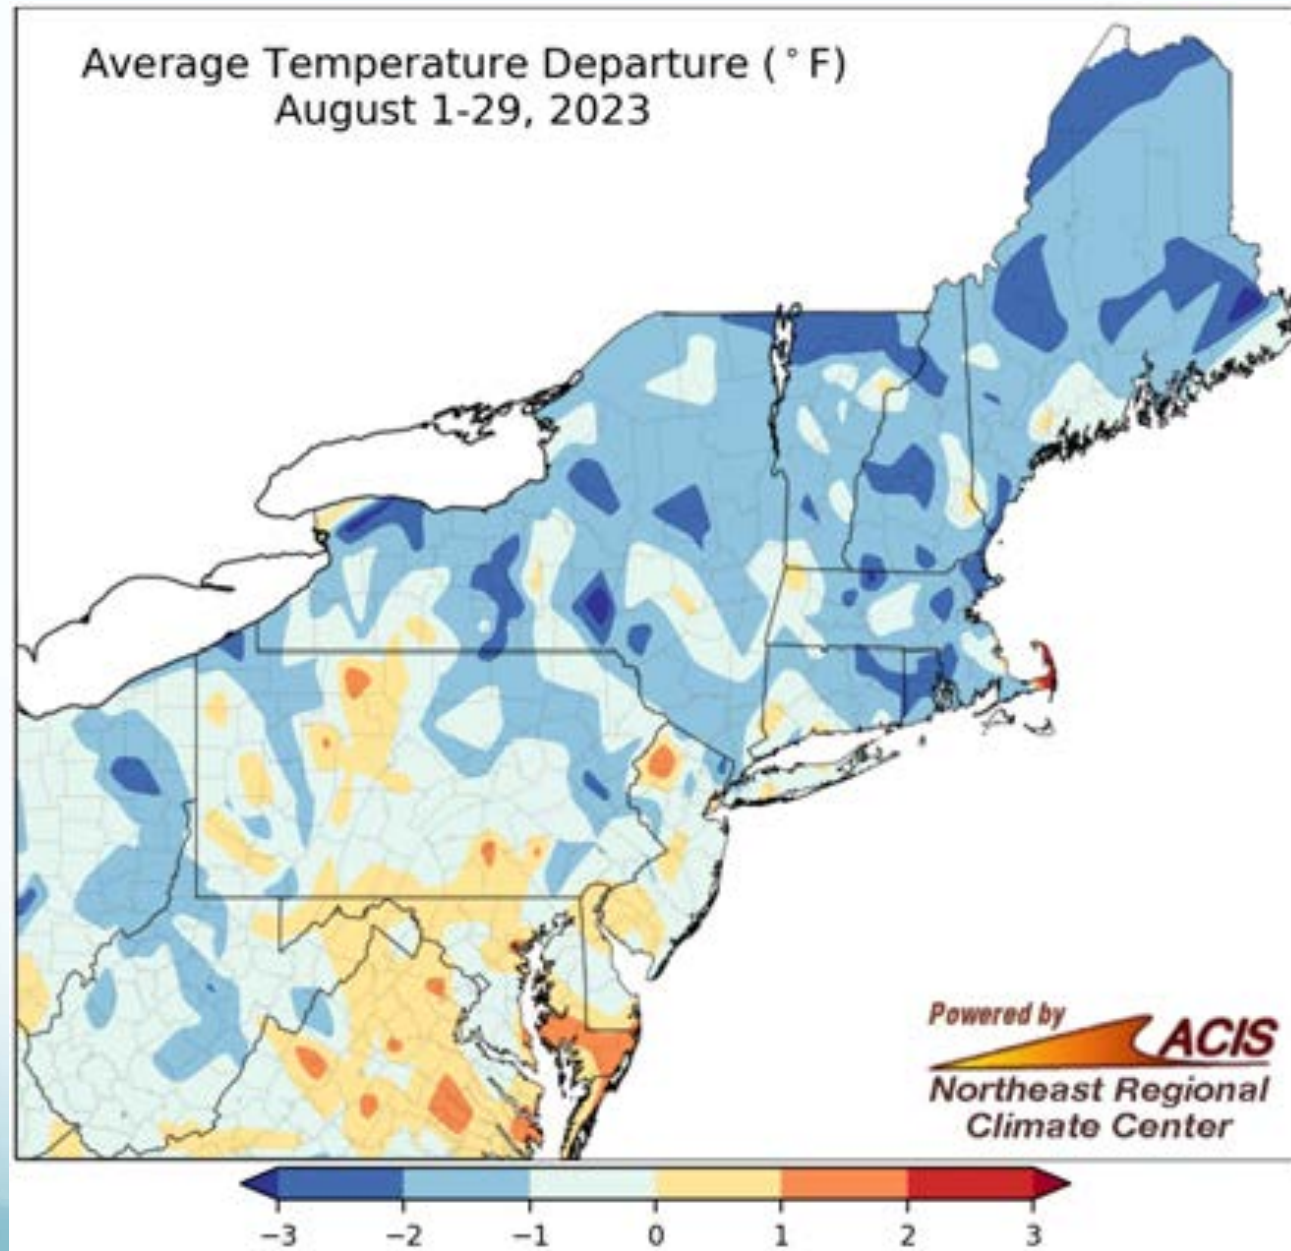 Average Temperature Departure (°F)
August 1-29, 2023
Powered by
ACIS
Northeast Regional
Climate Center
−3 −2 −1 0 1 2 3